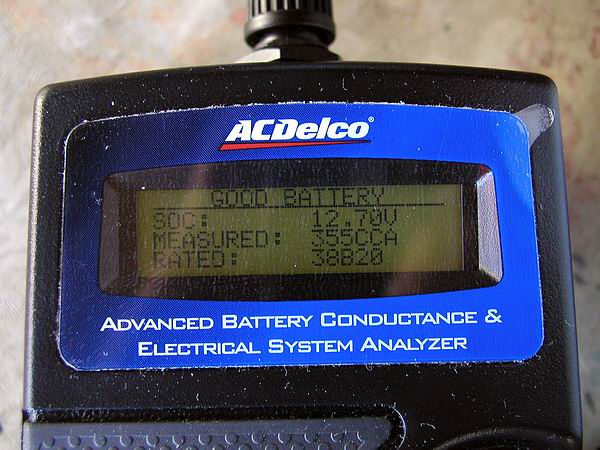 ACDelco®
GOOD BATTERY
SOC: 12.70V
MEASURED: 355CCA
RATED: 38B20
ADVANCED BATTERY CONDUCTANCE &
ELECTRICAL SYSTEM ANALYZER